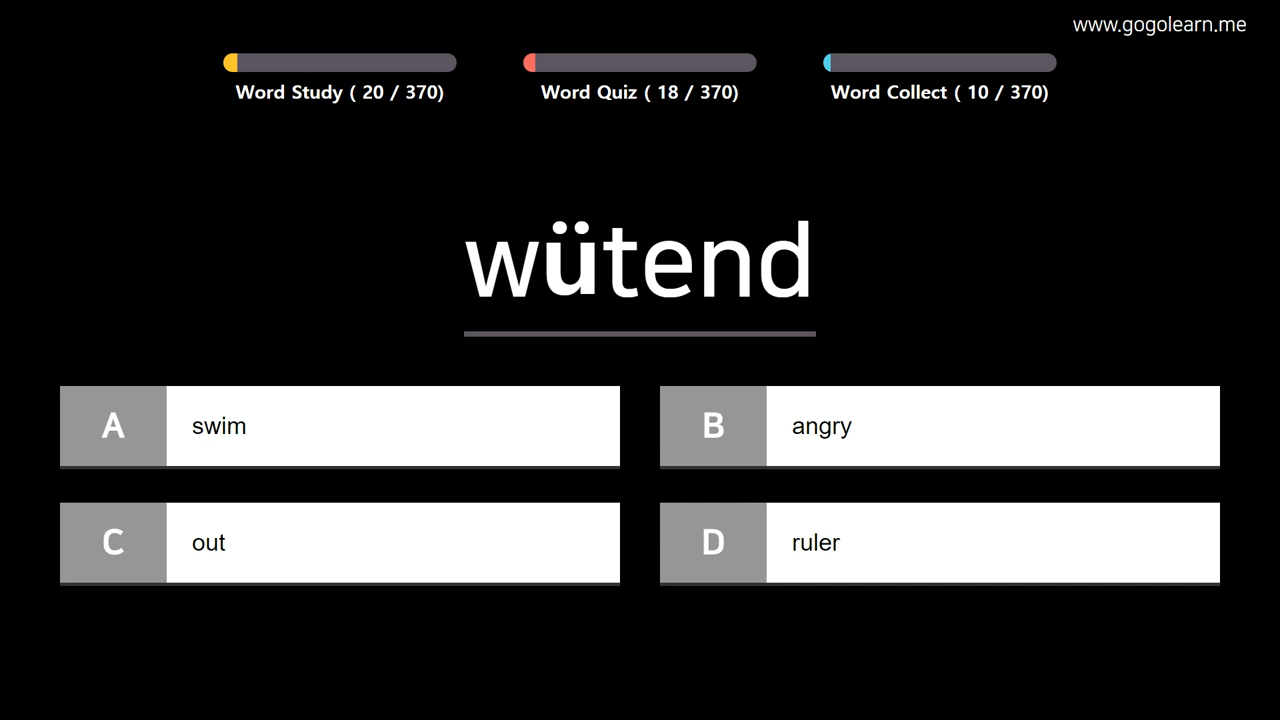 www.gogolearn.me
Word Study ( 20 / 370)
Word Quiz ( 18 / 370)
Word Collect ( 10 / 370)
wütend
A swim
B angry
C out
D ruler